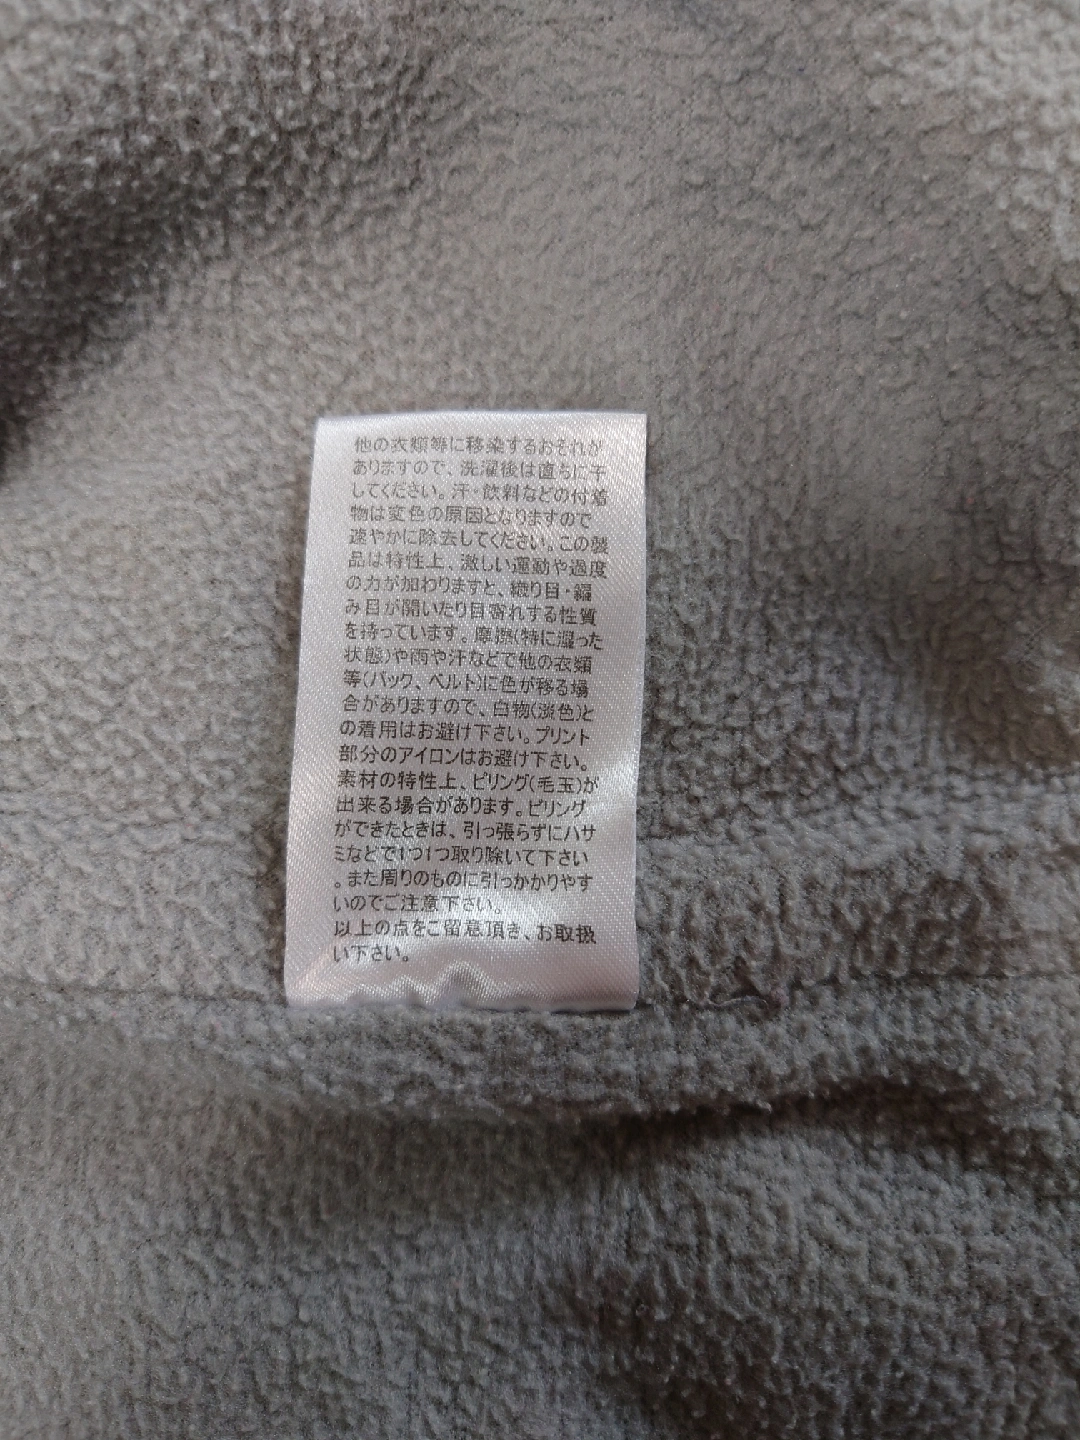 他の衣類等に移染するおそれが
ありますので、洗濯後は直ちに干
してください。汗・飲料などの付着
物は変色の原因となりますので
速やかに除去してください。この製
品は特性上、激しい運動や過度
の力が加わりますと、織り目・編
み目が開いたり目寄れする性質
を持っています。摩擦(特に湿った
状態)や雨や汗などで他の衣類
等(バック、ベルト)に色が移る場
合がありますので、白物(淡色)と
の着用はお避け下さい。プリント
部分のアイロンはお避け下さい。
素材の特性上、ピリング(毛玉)が
出来る場合があります。ピリング
ができたときは、引っ張らずにハサ
ミなどで1つ1つ取り除いて下さい
。また周りのものに引っかかりやす
いのでご注意下さい。
以上の点をご留意頂き、お取扱
い下さい。